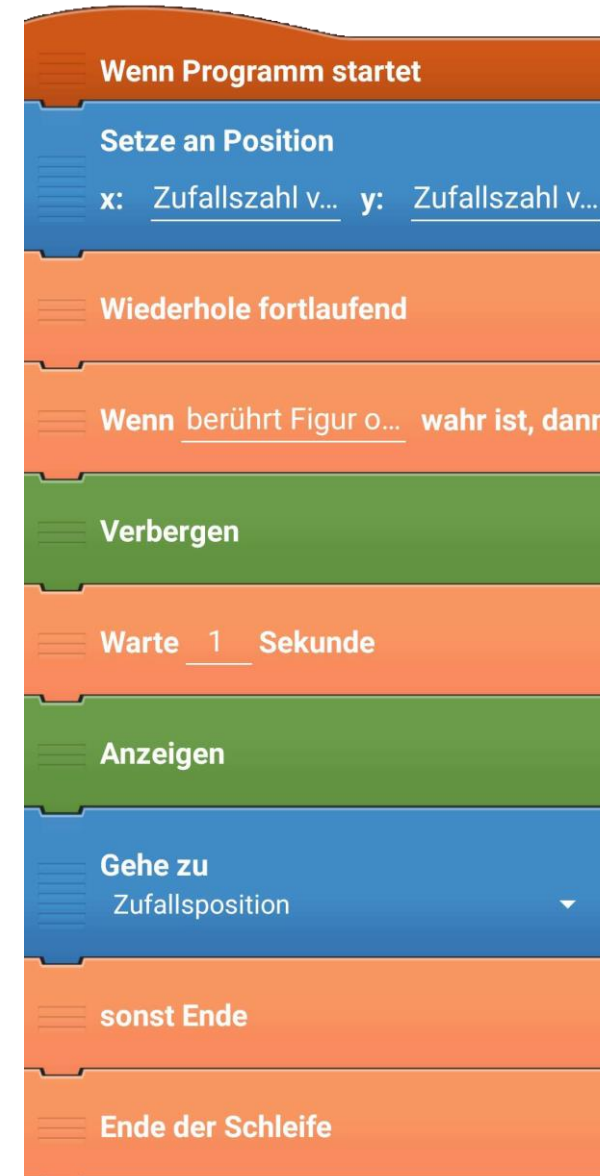 Wenn Programm startet
Setze an Position
x: Zufallszahl v... y: Zufallszahl v...
Wiederhole fortlaufend
Wenn berührt Figur o... wahr ist, dann
Verbergen
Warte 1 Sekunde
Anzeigen
Gehe zu
Zufallsposition
sonst Ende
Ende der Schleife